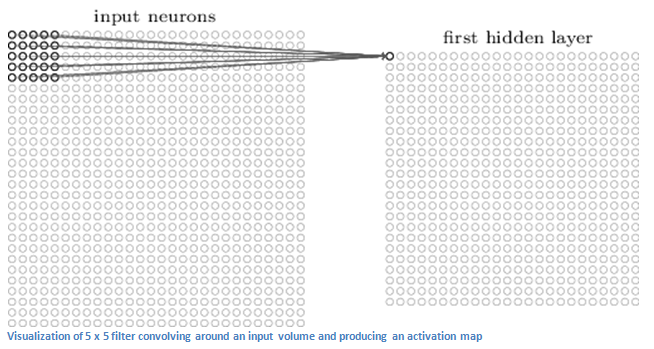 input neurons
first hidden layer
Visualization of 5 x 5 filter convolving around an input volume and producing an activation map